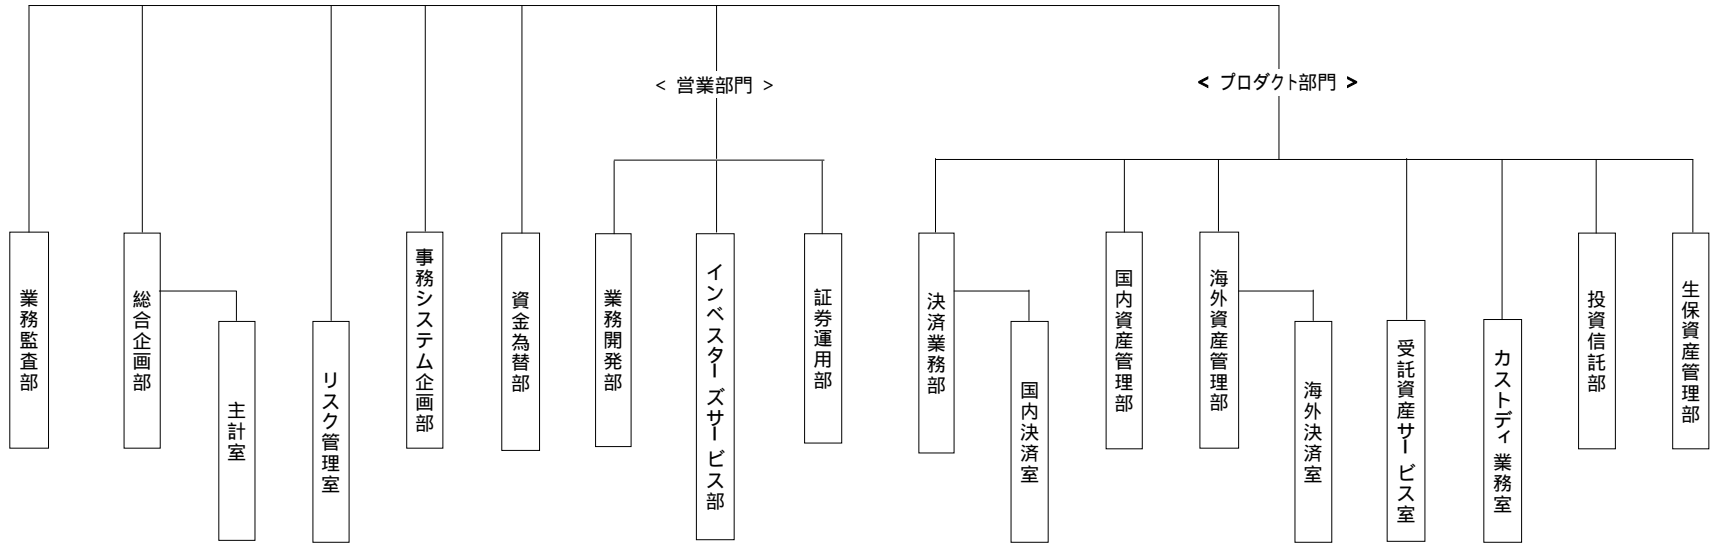 < 営業部門 >
< プロダクト部門 >
業務監査部
総合企画部
主計室
リスク管理室
事務システム企画部
資金為替部
業務開発部
インベスターズサービス部
証券運用部
決済業務部
国内決済室
国内資産管理部
海外資産管理部
海外決済室
受託資産サービス室
カストディ業務室
投資信託部
生保資産管理部